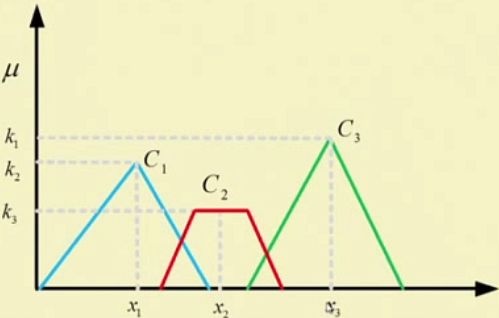 μ
k₁
C₃
k₂
C₁
C₂
k₃
x₁
x₂
x₃